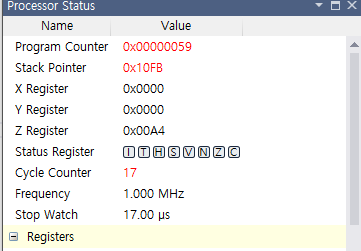 Processor Status
Name Value
Program Counter 0x00000059
Stack Pointer 0x10FB
X Register 0x0000
Y Register 0x0000
Z Register 0x00A4
Status Register I T H S V N Z C
Cycle Counter 17
Frequency 1.000 MHz
Stop Watch 17.00 µs
Registers